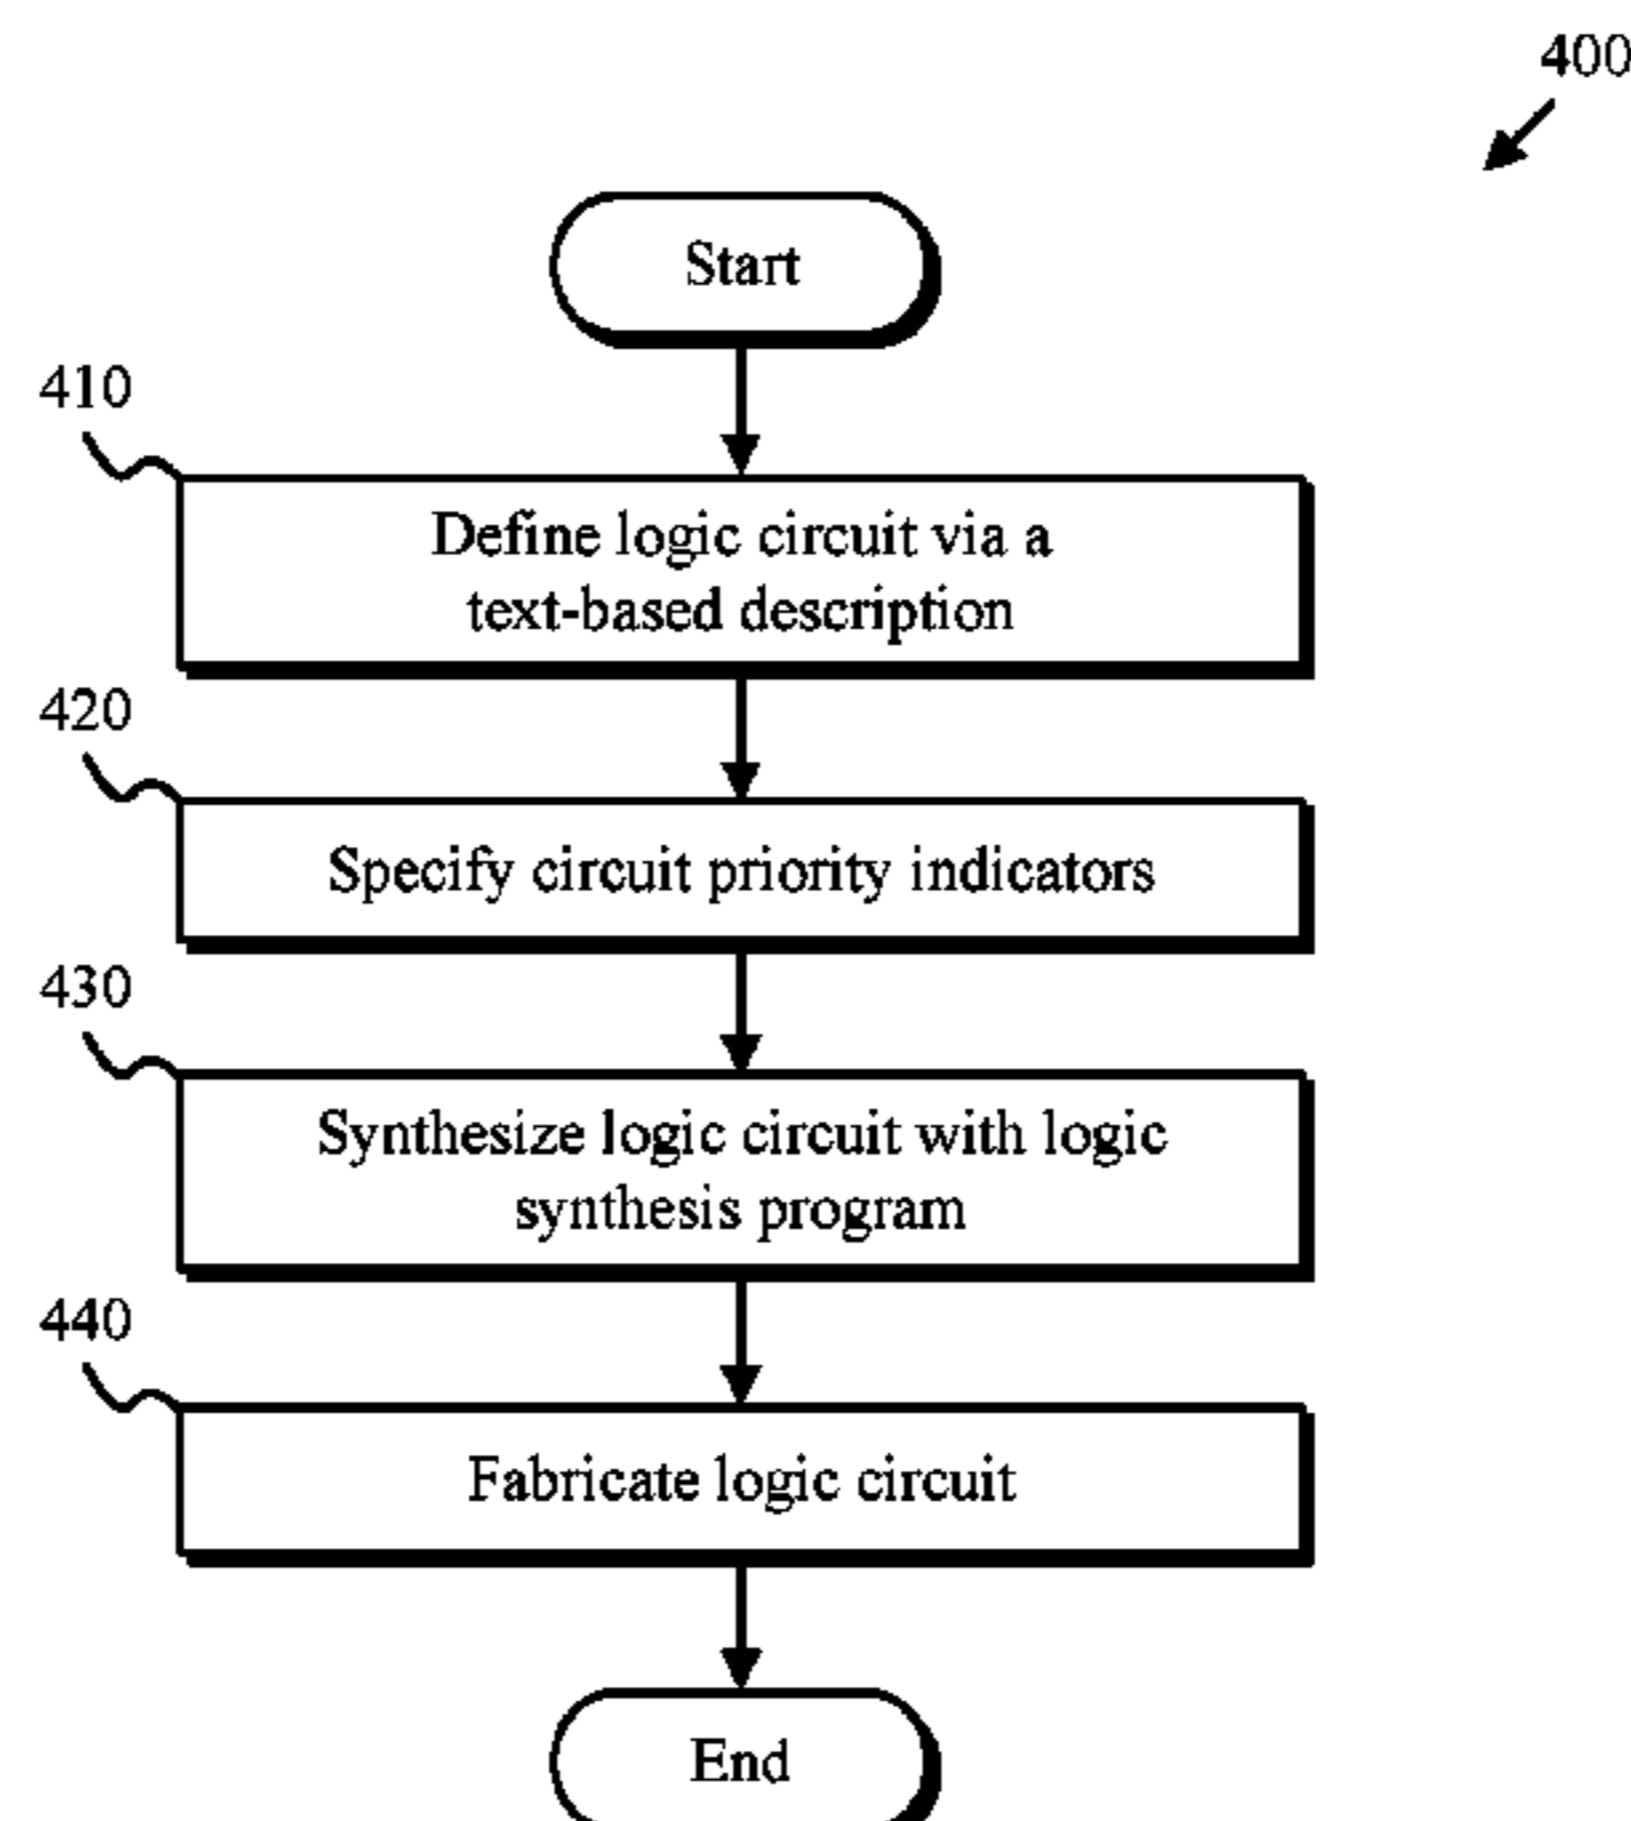 400
Start
410
Define logic circuit via a
text-based description
420
Specify circuit priority indicators
430
Synthesize logic circuit with logic
synthesis program
440
Fabricate logic circuit
End